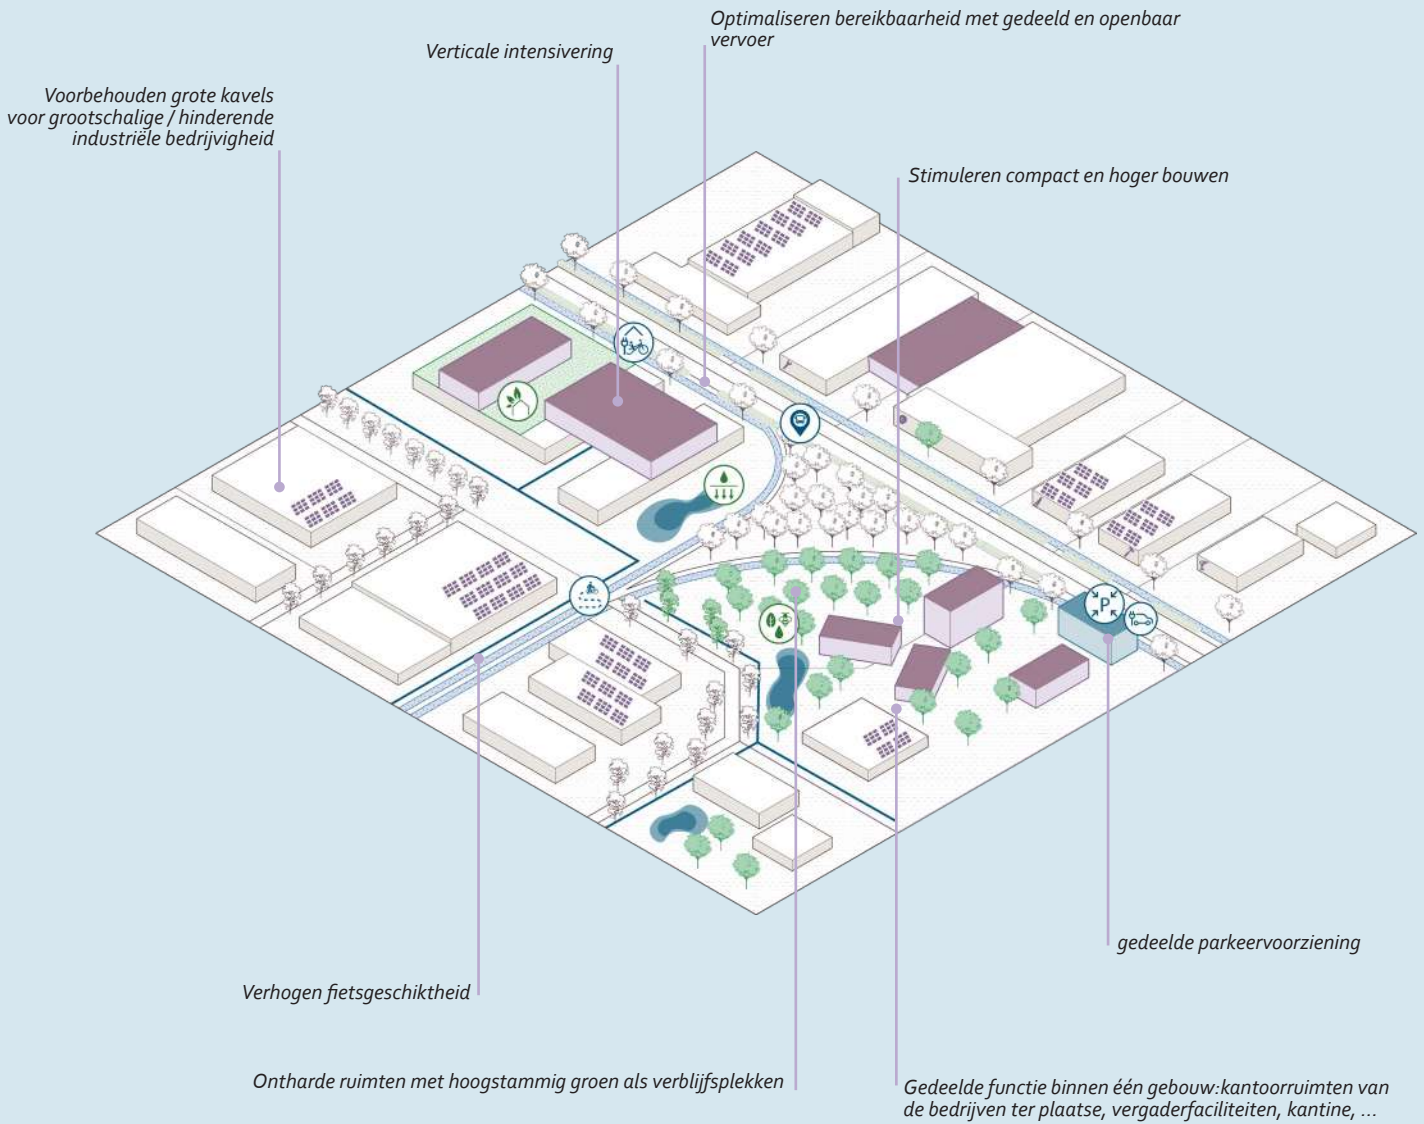 Optimaliseren bereikbaarheid met gedeeld en openbaar
vervoer
Verticale intensivering
Voorbehouden grote kavels
voor grootschalige / hinderende
industriële bedrijvigheid
Stimuleren compact en hoger bouwen
P
gedeelde parkeervoorziening
Verhogen fietsgeschiktheid
Ontharde ruimten met hoogstammig groen als verblijfsplekken
Gedeelde functie binnen één gebouw:kantoorruimten van
de bedrijven ter plaatse, vergaderfaciliteiten, kantine, ...